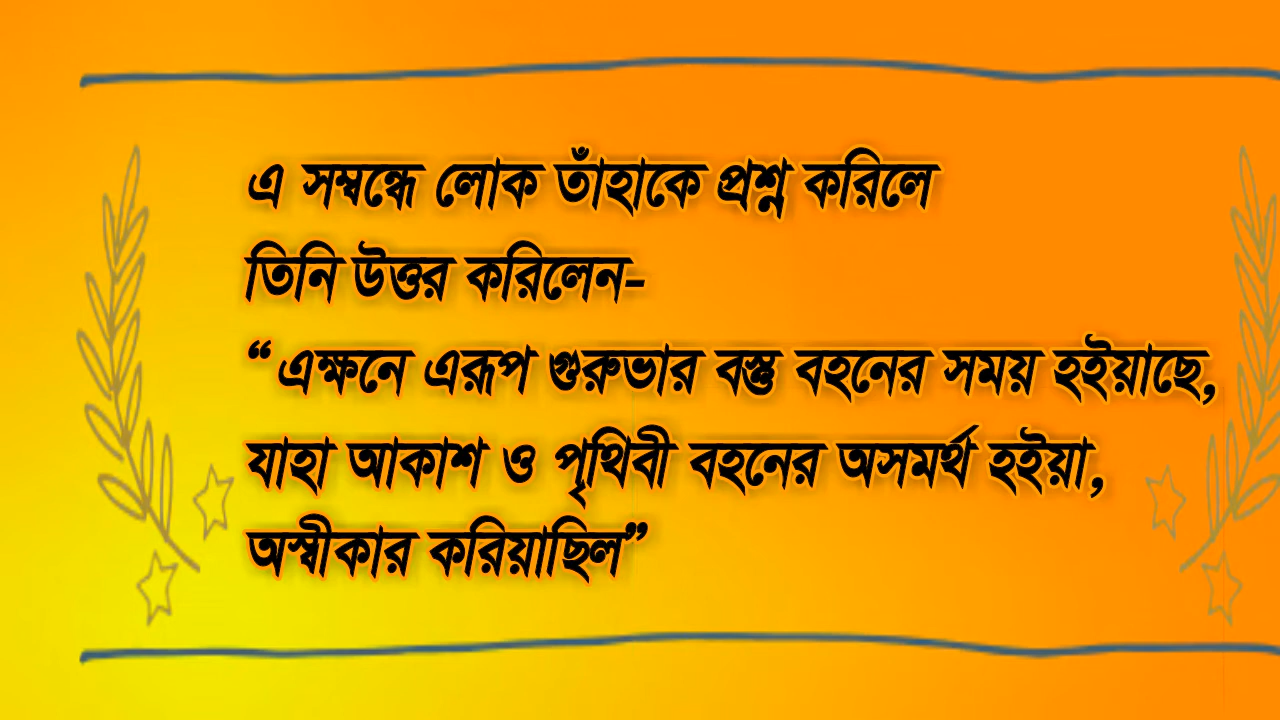 এ সম্বন্ধে লোক তাঁহাকে প্রশ্ন করিলে
তিনি উত্তর করিলেন-
“এক্ষনে এরূপ গুরুভার বস্তু বহনের সময় হইয়াছে,
যাহা আকাশ ও পৃথিবী বহনের অসমর্থ হইয়া,
অস্বীকার করিয়াছিল”